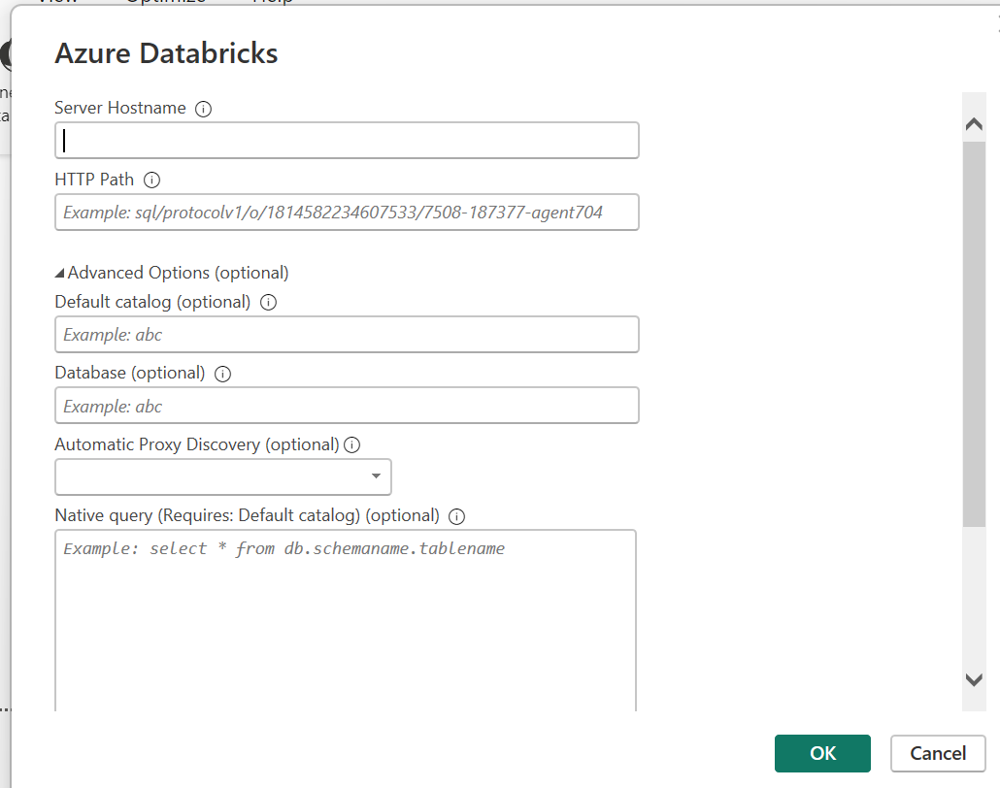 Azure Databricks
Server Hostname
HTTP Path
Example: sql/protocolv1/o/1814582234607533/7508-187377-agent704
Advanced Options (optional)
Default catalog (optional)
Example: abc
Database (optional)
Example: abc
Automatic Proxy Discovery (optional)
Native query (Requires: Default catalog) (optional)
Example: select * from db.schemaname.tablename
OK Cancel